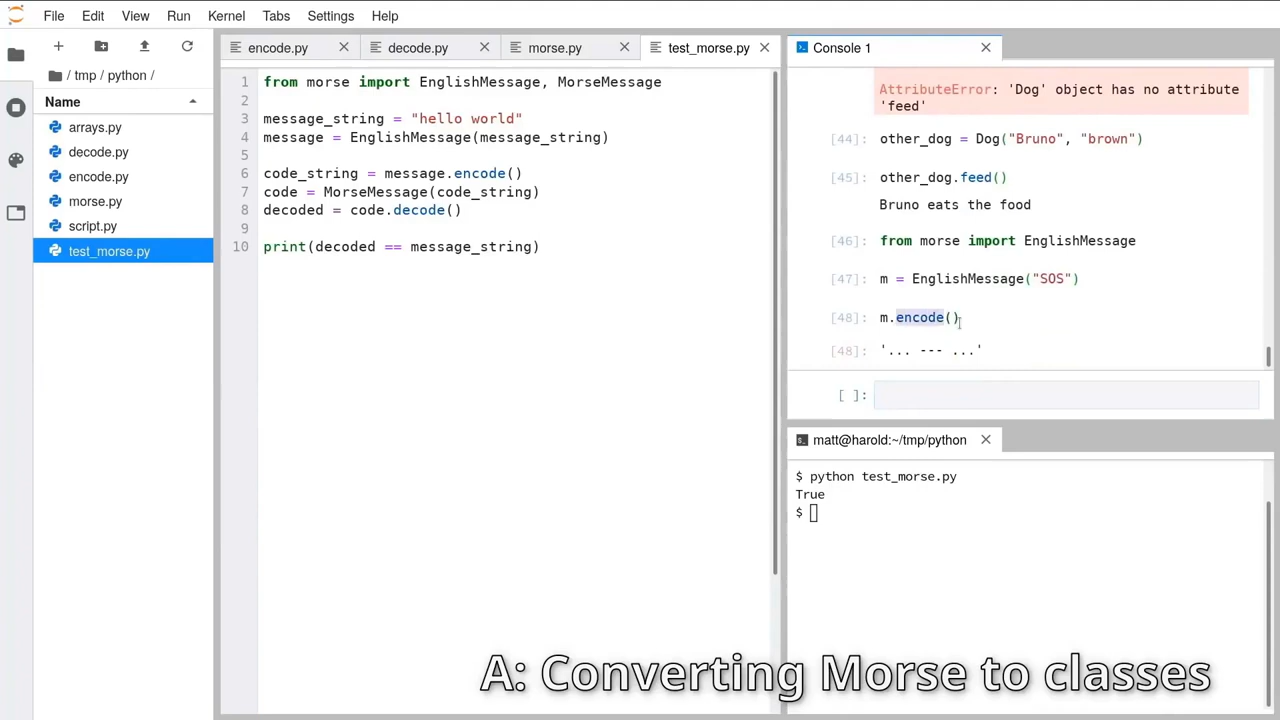 File Edit View Run Kernel Tabs Settings Help
/ tmp / python /
Name
arrays.py
decode.py
encode.py
morse.py
script.py
test_morse.py
encode.py decode.py morse.py test_morse.py
1 from morse import EnglishMessage, MorseMessage
2
3 message_string = "hello world"
4 message = EnglishMessage(message_string)
5
6 code_string = message.encode()
7 code = MorseMessage(code_string)
8 decoded = code.decode()
9
10 print(decoded == message_string)
Console 1
AttributeError: 'Dog' object has no attribute
'feed'
[44]: other_dog = Dog("Bruno", "brown")
[45]: other_dog.feed()
Bruno eats the food
[46]: from morse import EnglishMessage
[47]: m = EnglishMessage("SOS")
[48]: m.encode()
[48]: '... --- ...'
[ ]:
matt@harold:~/tmp/python
$ python test_morse.py
True
$
A: Converting Morse to classes